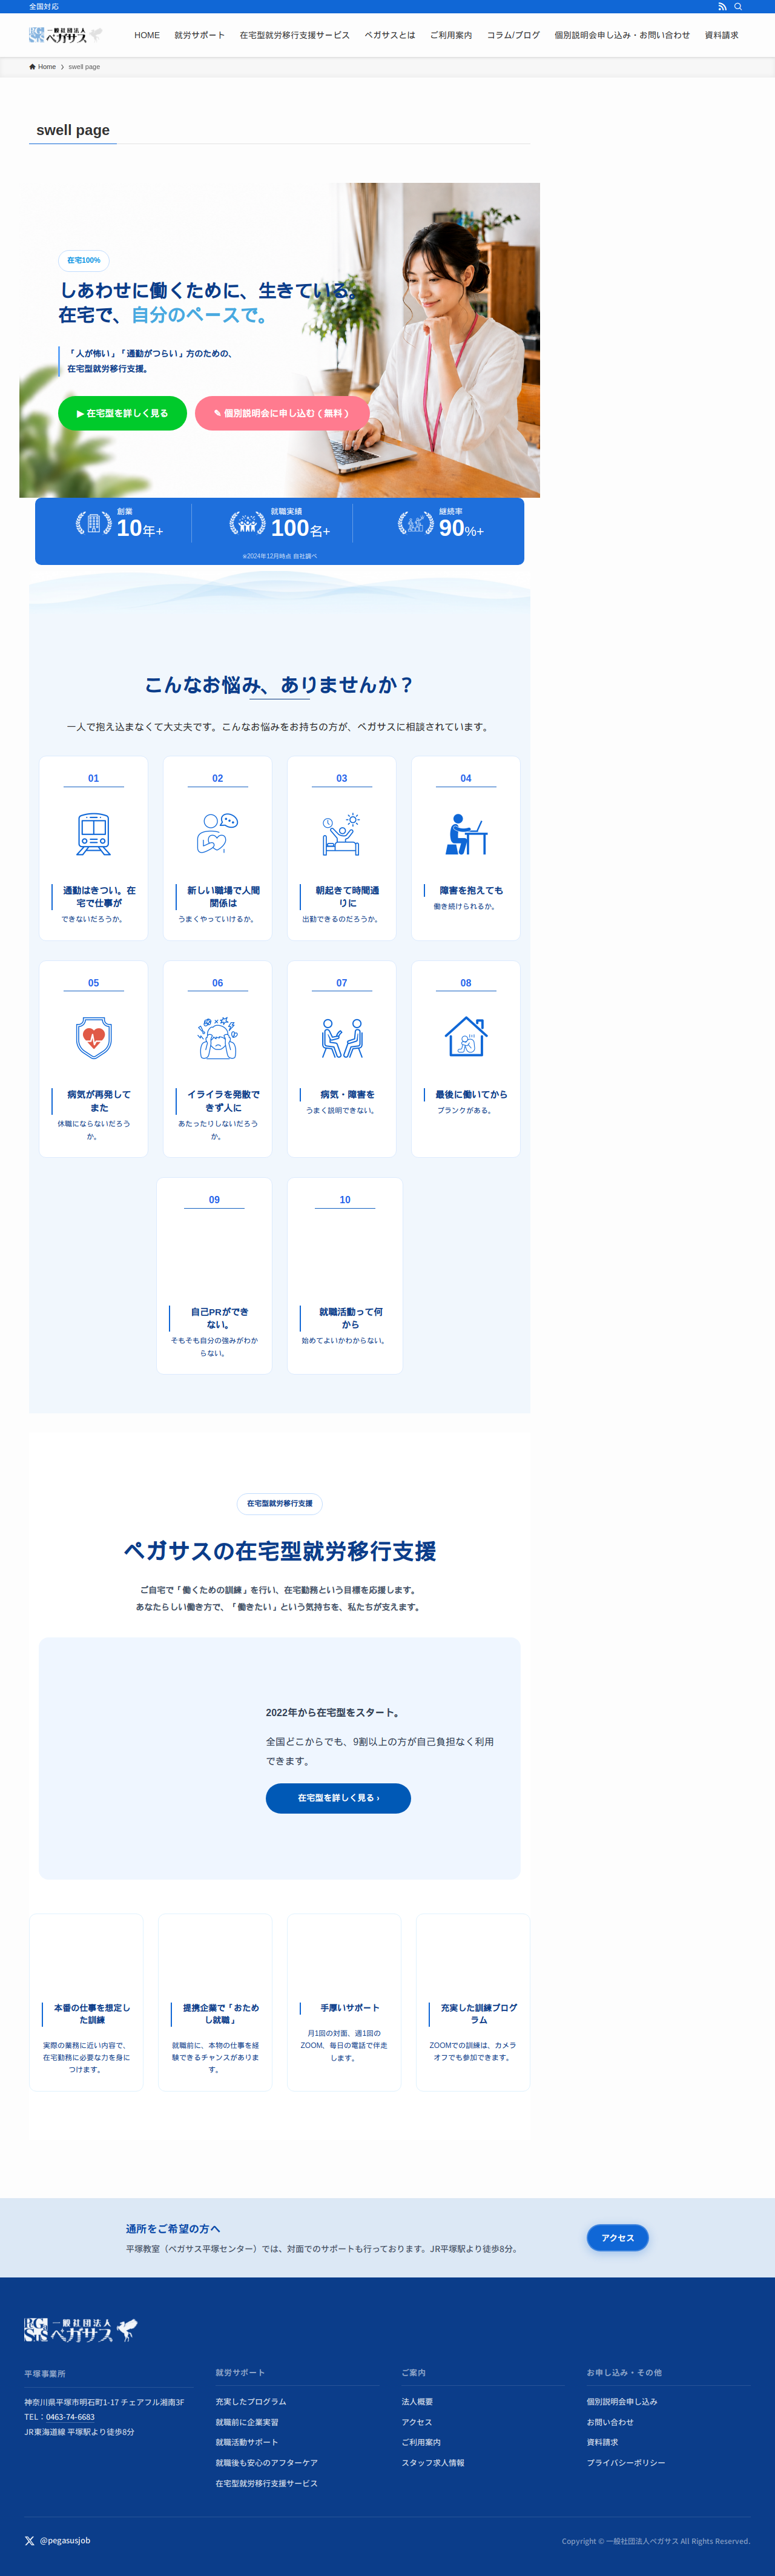 全国対応
一般社団法人
ペガサス
HOME 就労サポート 在宅型就労移行支援サービス ペガサスとは ご利用案内 コラム/ブログ 個別説明会申し込み・お問い合わせ 資料請求
Home swell page
swell page
在宅100%
しあわせに働くために、生きている。
在宅で、自分のペースで。
「人が怖い」「通勤がつらい」方のための、
在宅型就労移行支援。
▶ 在宅型を詳しく見る
✎ 個別説明会に申し込む（無料）
創業
10年+
就職実績
100名+
継続率
90%+
※2024年12月時点 自社調べ
こんなお悩み、ありませんか？
一人で抱え込まなくて大丈夫です。こんなお悩みをお持ちの方が、ペガサスに相談されています。
01
通勤はきつい。在
宅で仕事が
できないだろうか。
02
新しい職場で人間
関係は
うまくやっていけるか。
03
朝起きて時間通
りに
出勤できるのだろうか。
04
障害を抱えても
働き続けられるか。
05
病気が再発して
また
休職にならないだろう
か。
06
イライラを発散で
きず人に
あたったりしないだろう
か。
07
病気・障害を
うまく説明できない。
08
最後に働いてから
ブランクがある。
09
自己PRができ
ない。
そもそも自分の強みがわか
らない。
10
就職活動って何
から
始めてよいかわからない。
在宅型就労移行支援
ペガサスの在宅型就労移行支援
ご自宅で「働くための訓練」を行い、在宅勤務という目標を応援します。
あなたらしい働き方で、「働きたい」という気持ちを、私たちが支えます。
2022年から在宅型をスタート。
全国どこからでも、9割以上の方が自己負担なく利用
できます。
在宅型を詳しく見る ›
本番の仕事を想定し
た訓練
実際の業務に近い内容で、
在宅勤務に必要な力を身に
つけます。
提携企業で「おため
し就職」
就職前に、本物の仕事を経
験できるチャンスがありま
す。
手厚いサポート
月1回の対面、週1回の
ZOOM、毎日の電話で伴走
します。
充実した訓練プログ
ラム
ZOOMでの訓練は、カメラ
オフでも参加できます。
通所をご希望の方へ
平塚教室（ペガサス平塚センター）では、対面でのサポートも行っております。JR平塚駅より徒歩8分。
アクセス
一般社団法人
ペガサス
平塚事業所
神奈川県平塚市明石町1-17 チェアフル湘南3F
TEL：0463-74-6683
JR東海道線 平塚駅より徒歩8分
就労サポート
充実したプログラム
就職前に企業実習
就職活動サポート
就職後も安心のアフターケア
在宅型就労移行支援サービス
ご案内
法人概要
アクセス
ご利用案内
スタッフ求人情報
お申し込み・その他
個別説明会申し込み
お問い合わせ
資料請求
プライバシーポリシー
@pegasusjob
Copyright © 一般社団法人ペガサス All Rights Reserved.